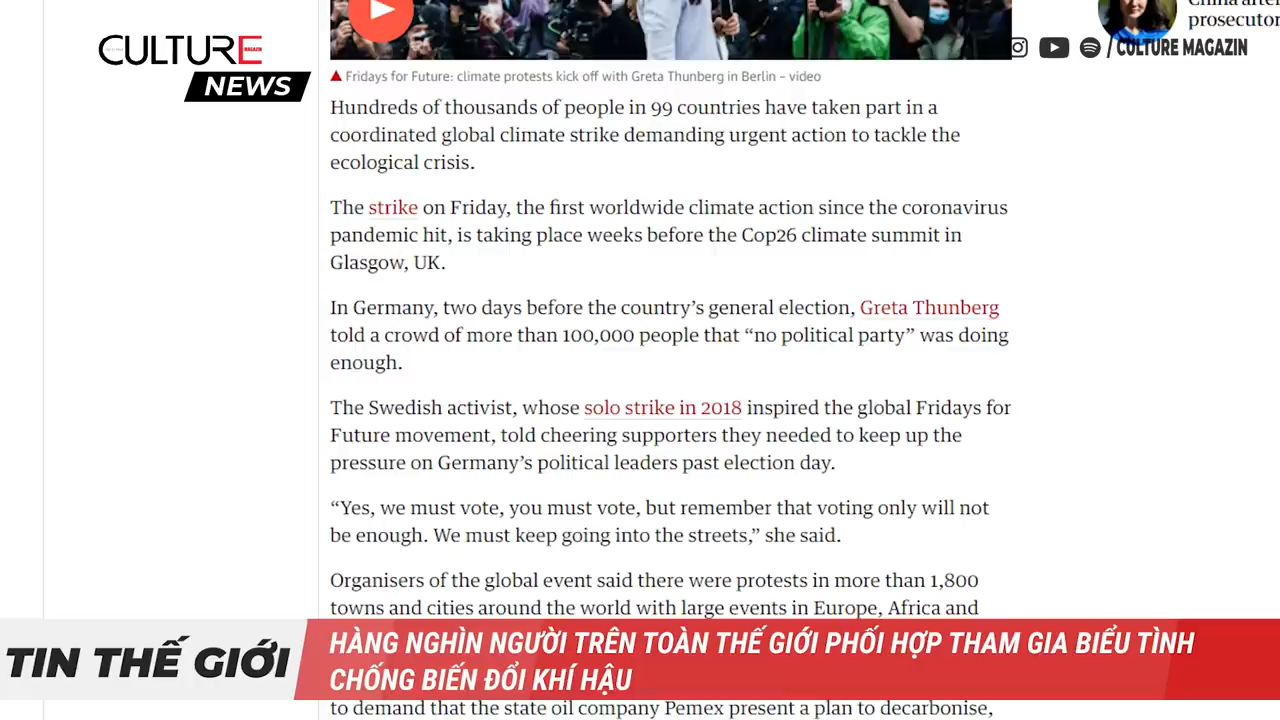 China after
prosecutor
CULTURE
MAGAZIN
NEWS
/ CULTURE MAGAZIN
Fridays for Future: climate protests kick off with Greta Thunberg in Berlin – video
Hundreds of thousands of people in 99 countries have taken part in a
coordinated global climate strike demanding urgent action to tackle the
ecological crisis.
The strike on Friday, the first worldwide climate action since the coronavirus
pandemic hit, is taking place weeks before the Cop26 climate summit in
Glasgow, UK.
In Germany, two days before the country’s general election, Greta Thunberg
told a crowd of more than 100,000 people that “no political party” was doing
enough.
The Swedish activist, whose solo strike in 2018 inspired the global Fridays for
Future movement, told cheering supporters they needed to keep up the
pressure on Germany’s political leaders past election day.
“Yes, we must vote, you must vote, but remember that voting only will not
be enough. We must keep going into the streets,” she said.
Organisers of the global event said there were protests in more than 1,800
towns and cities around the world with large events in Europe, Africa and
TIN THẾ GIỚI
HÀNG NGHÌN NGƯỜI TRÊN TOÀN THẾ GIỚI PHỐI HỢP THAM GIA BIỂU TÌNH
CHỐNG BIẾN ĐỔI KHÍ HẬU
to demand that the state oil company Pemex present a plan to decarbonise,